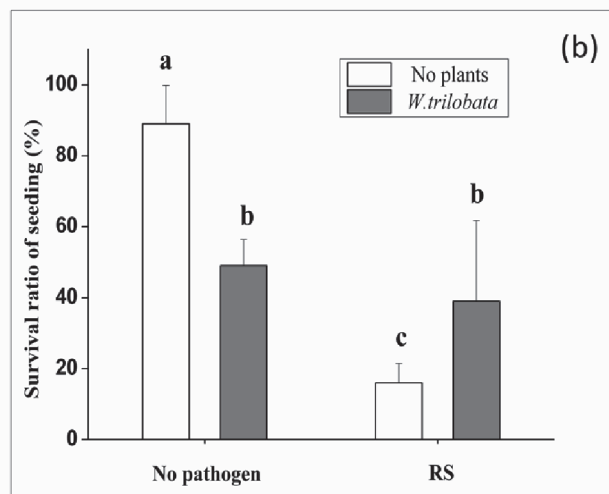 (b)
No plants
W.trilobata
Survival ratio of seeding (%)
100
80
60
40
20
0
a
b
c
b
No pathogen
RS